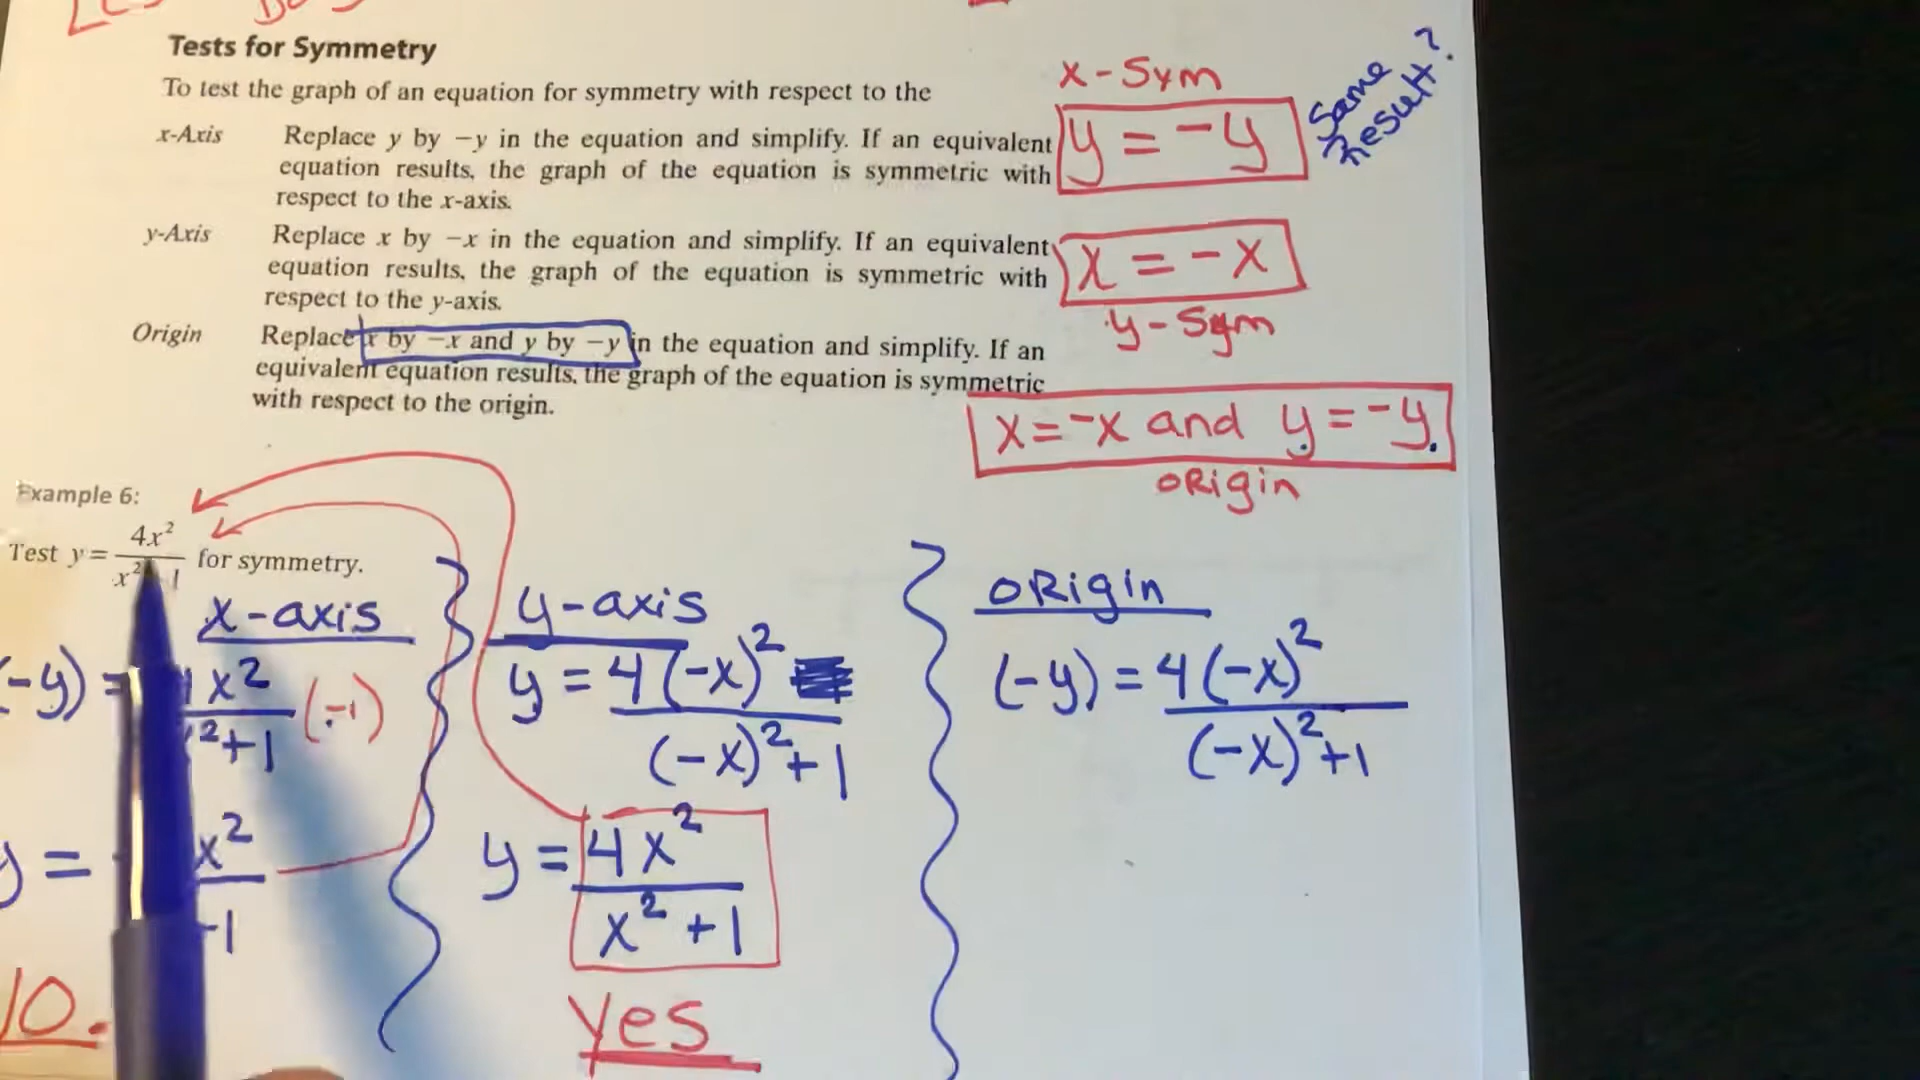 Tests for Symmetry
To test the graph of an equation for symmetry with respect to the
x-Axis Replace y by −y in the equation and simplify. If an equivalent
equation results, the graph of the equation is symmetric with
respect to the x-axis.
y-Axis Replace x by −x in the equation and simplify. If an equivalent
equation results, the graph of the equation is symmetric with
respect to the y-axis.
Origin Replace x by −x and y by −y in the equation and simplify. If an
equivalent equation results, the graph of the equation is symmetric
with respect to the origin.
x-Sym
y = -y
Same
Result?
x = -x
y-Sym
x=-x and y=-y.
ORigin
Example 6:
4x²
Test y = for symmetry.
x² 1
x-axis
-y) = x²
²+1
(-1)
y = x²
1
y-axis
y = 4(-x)²
(-x)²+1
y = 4x²
x²+1
yes
ORigin
(-y) = 4(-x)²
(-x)²+1